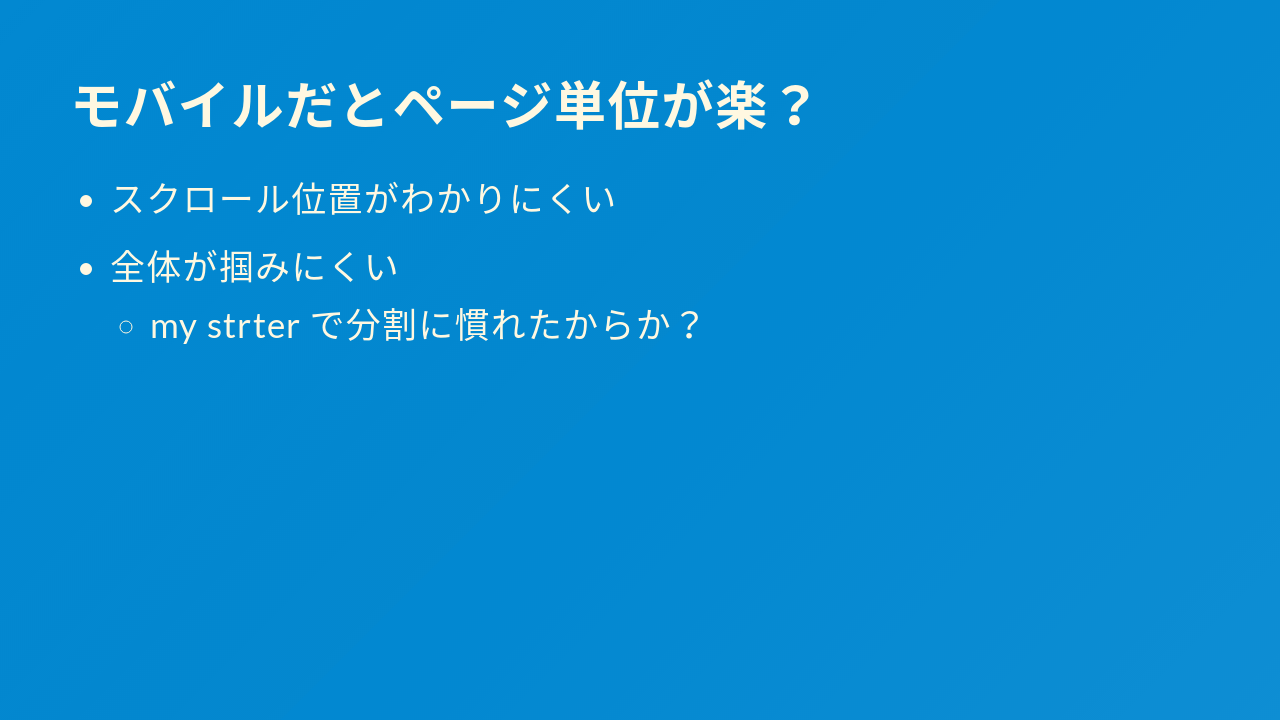 モバイルだとページ単位が楽？
スクロール位置がわかりにくい
全体が掴みにくい
my strter で分割に慣れたからか？